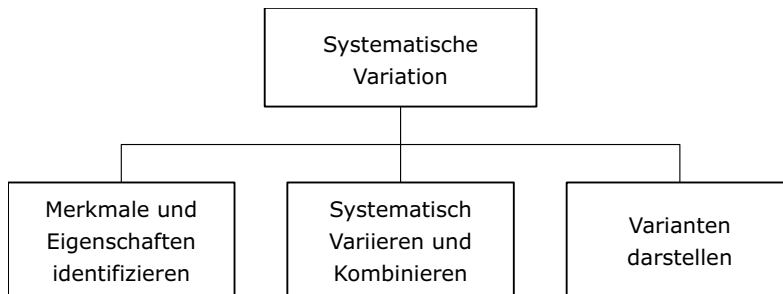 Systematische
Variation
Merkmale und
Eigenschaften
identifizieren
Systematisch
Variieren und
Kombinieren
Varianten
darstellen